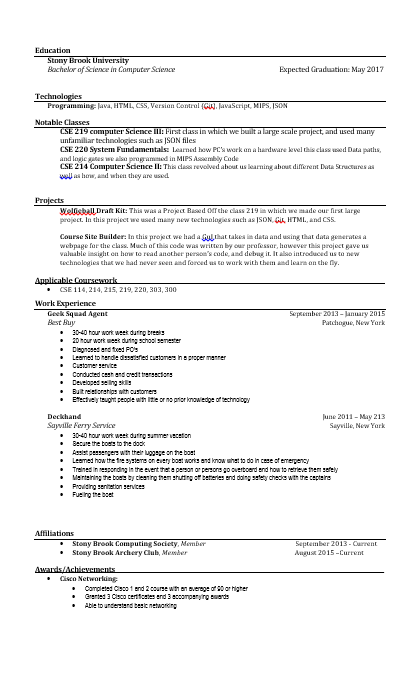 Education
Stony Brook University
Bachelor of Science in Computer Science Expected Graduation: May 2017
Technologies
Programming: Java, HTML, CSS, Version Control (Git), JavaScript, MIPS, JSON
Notable Classes
CSE 219 computer Science III: First class in which we built a large scale project, and used many
unfamiliar technologies such as JSON files
CSE 220 System Fundamentals: Learned how PC's work on a hardware level this class used Data paths,
and logic gates we also programmed in MIPS Assembly Code
CSE 214 Computer Science II: This class revolved about us learning about different Data Structures as
well as how, and when they are used.
Projects
Wolfieball Draft Kit: This was a Project Based Off the class 219 in which we made our first large
project. In this project we used many new technologies such as JSON, Git, HTML, and CSS.
Course Site Builder: In this project we had a Gui that takes in data and using that data generates a
webpage for the class. Much of this code was written by our professor, however this project gave us
valuable insight on how to read another person's code, and debug it. It also introduced us to new
technologies that we had never seen and forced us to work with them and learn on the fly.
Applicable Coursework
• CSE 114, 214, 215, 219, 220, 303, 300
Work Experience
Geek Squad Agent September 2013 – January 2015
Best Buy Patchogue, New York
• 30-40 hour work week during breaks
• 20 hour work week during school semester
• Diagnosed and fixed PC's
• Learned to handle dissatisfied customers in a proper manner
• Customer service
• Conducted cash and credit transactions
• Developed selling skills
• Built relationships with customers
• Effectively taught people with little or no prior knowledge of technology
Deckhand June 2011 – May 213
Sayville Ferry Service Sayville, New York
• 30-40 hour work week during summer vacation
• Secure the boats to the dock
• Assist passengers with their luggage on the boat
• Learned how the fire systems on every boat works and know what to do in case of emergency
• Trained in responding in the event that a person or persons go overboard and how to retrieve them safely
• Maintaining the boats by cleaning them shutting off batteries and doing safety checks with the captains
• Providing sanitation services
• Fueling the boat
Affiliations
• Stony Brook Computing Society, Member September 2013 - Current
• Stony Brook Archery Club, Member August 2015 –Current
Awards/Achievements
• Cisco Networking:
• Completed Cisco 1 and 2 course with an average of 90 or higher
• Granted 3 Cisco certificates and 3 accompanying awards
• Able to understand basic networking